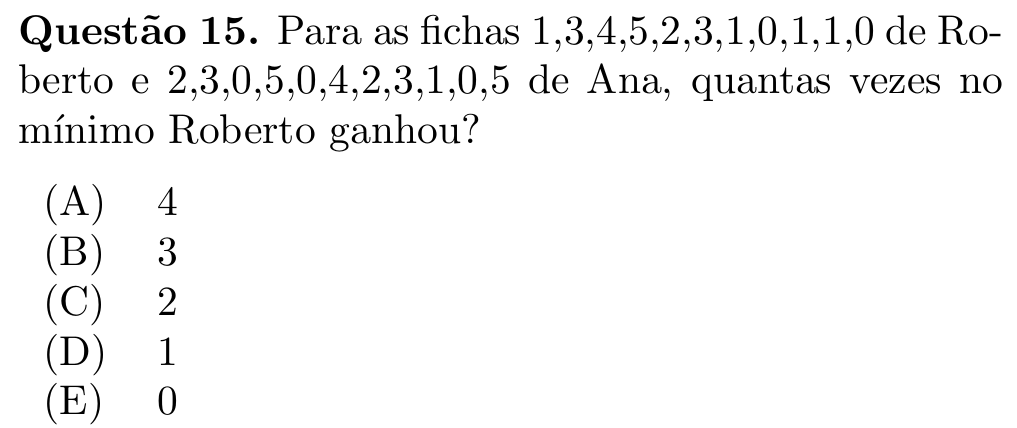 Questão 15. Para as fichas 1,3,4,5,2,3,1,0,1,1,0 de Ro-
berto e 2,3,0,5,0,4,2,3,1,0,5 de Ana, quantas vezes no
mínimo Roberto ganhou?
(A) 4
(B) 3
(C) 2
(D) 1
(E) 0